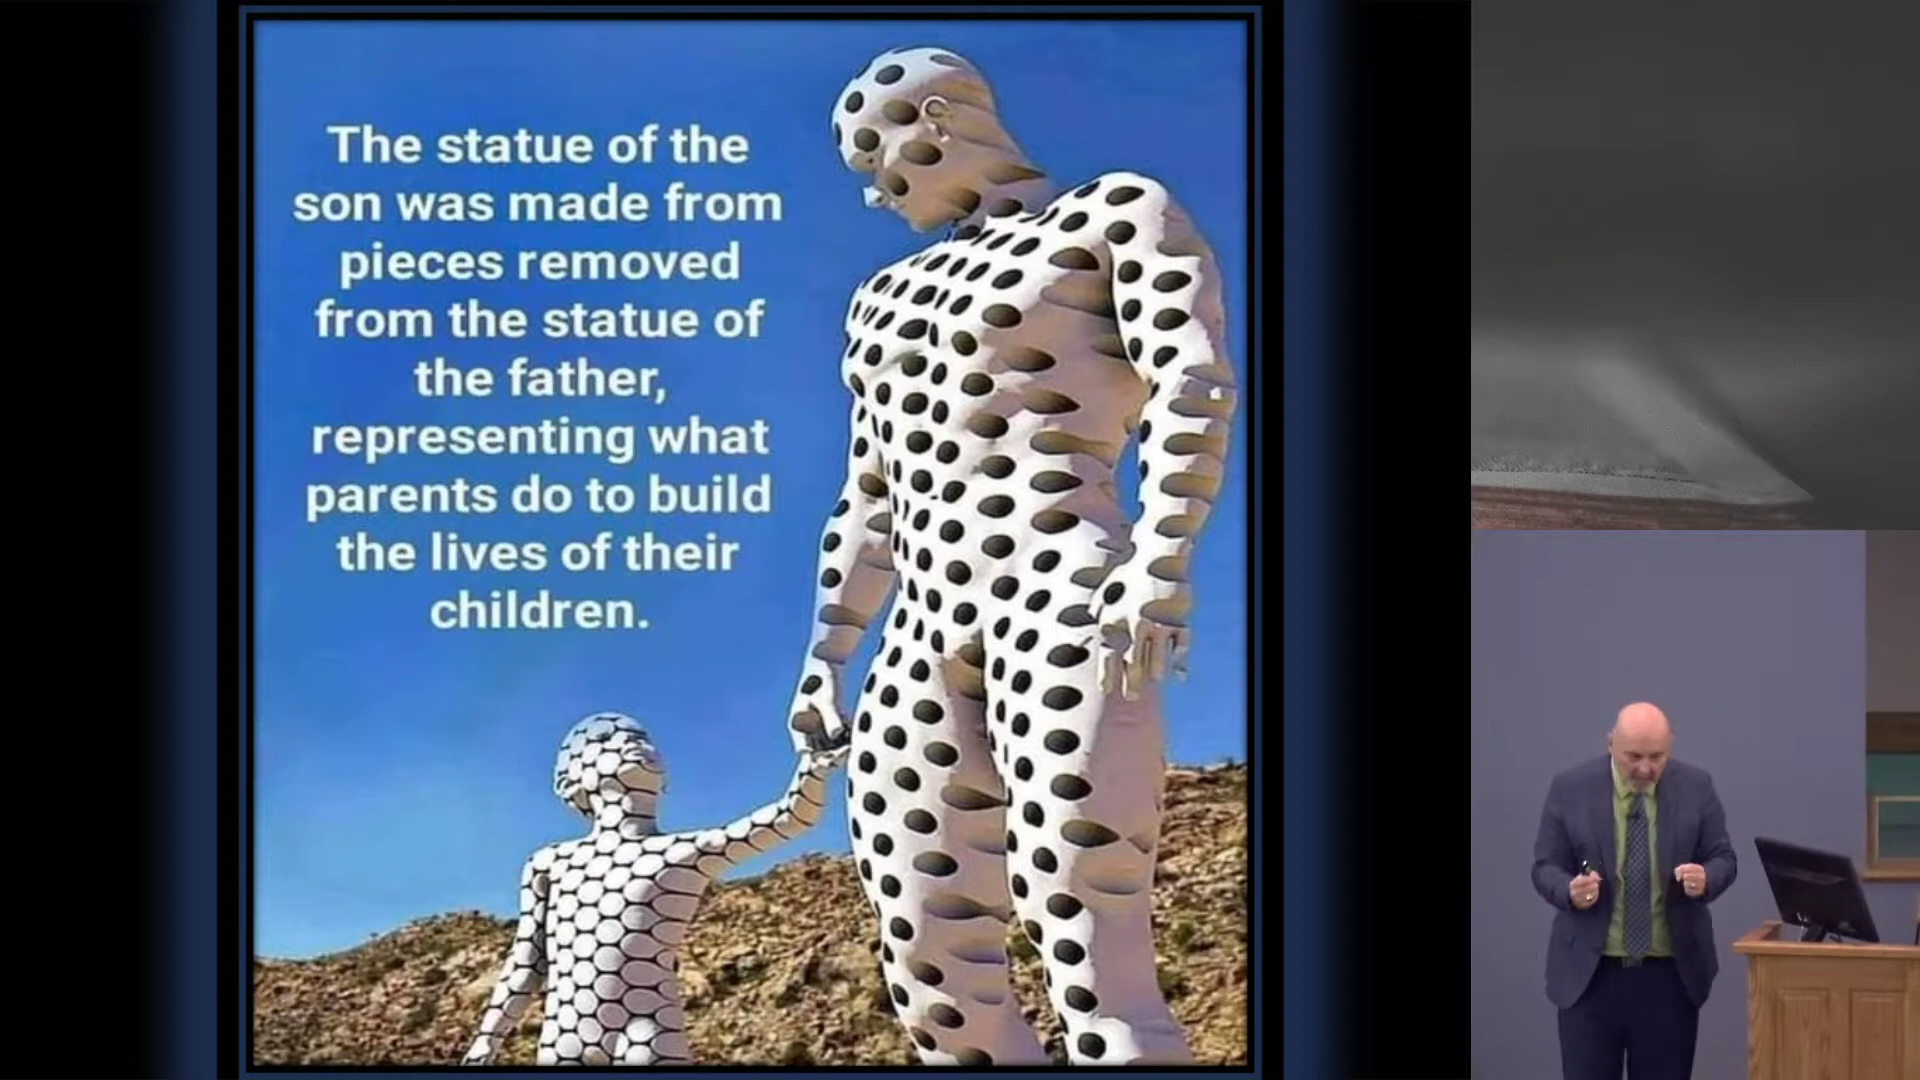 The statue of the
son was made from
pieces removed
from the statue of
the father,
representing what
parents do to build
the lives of their
children.